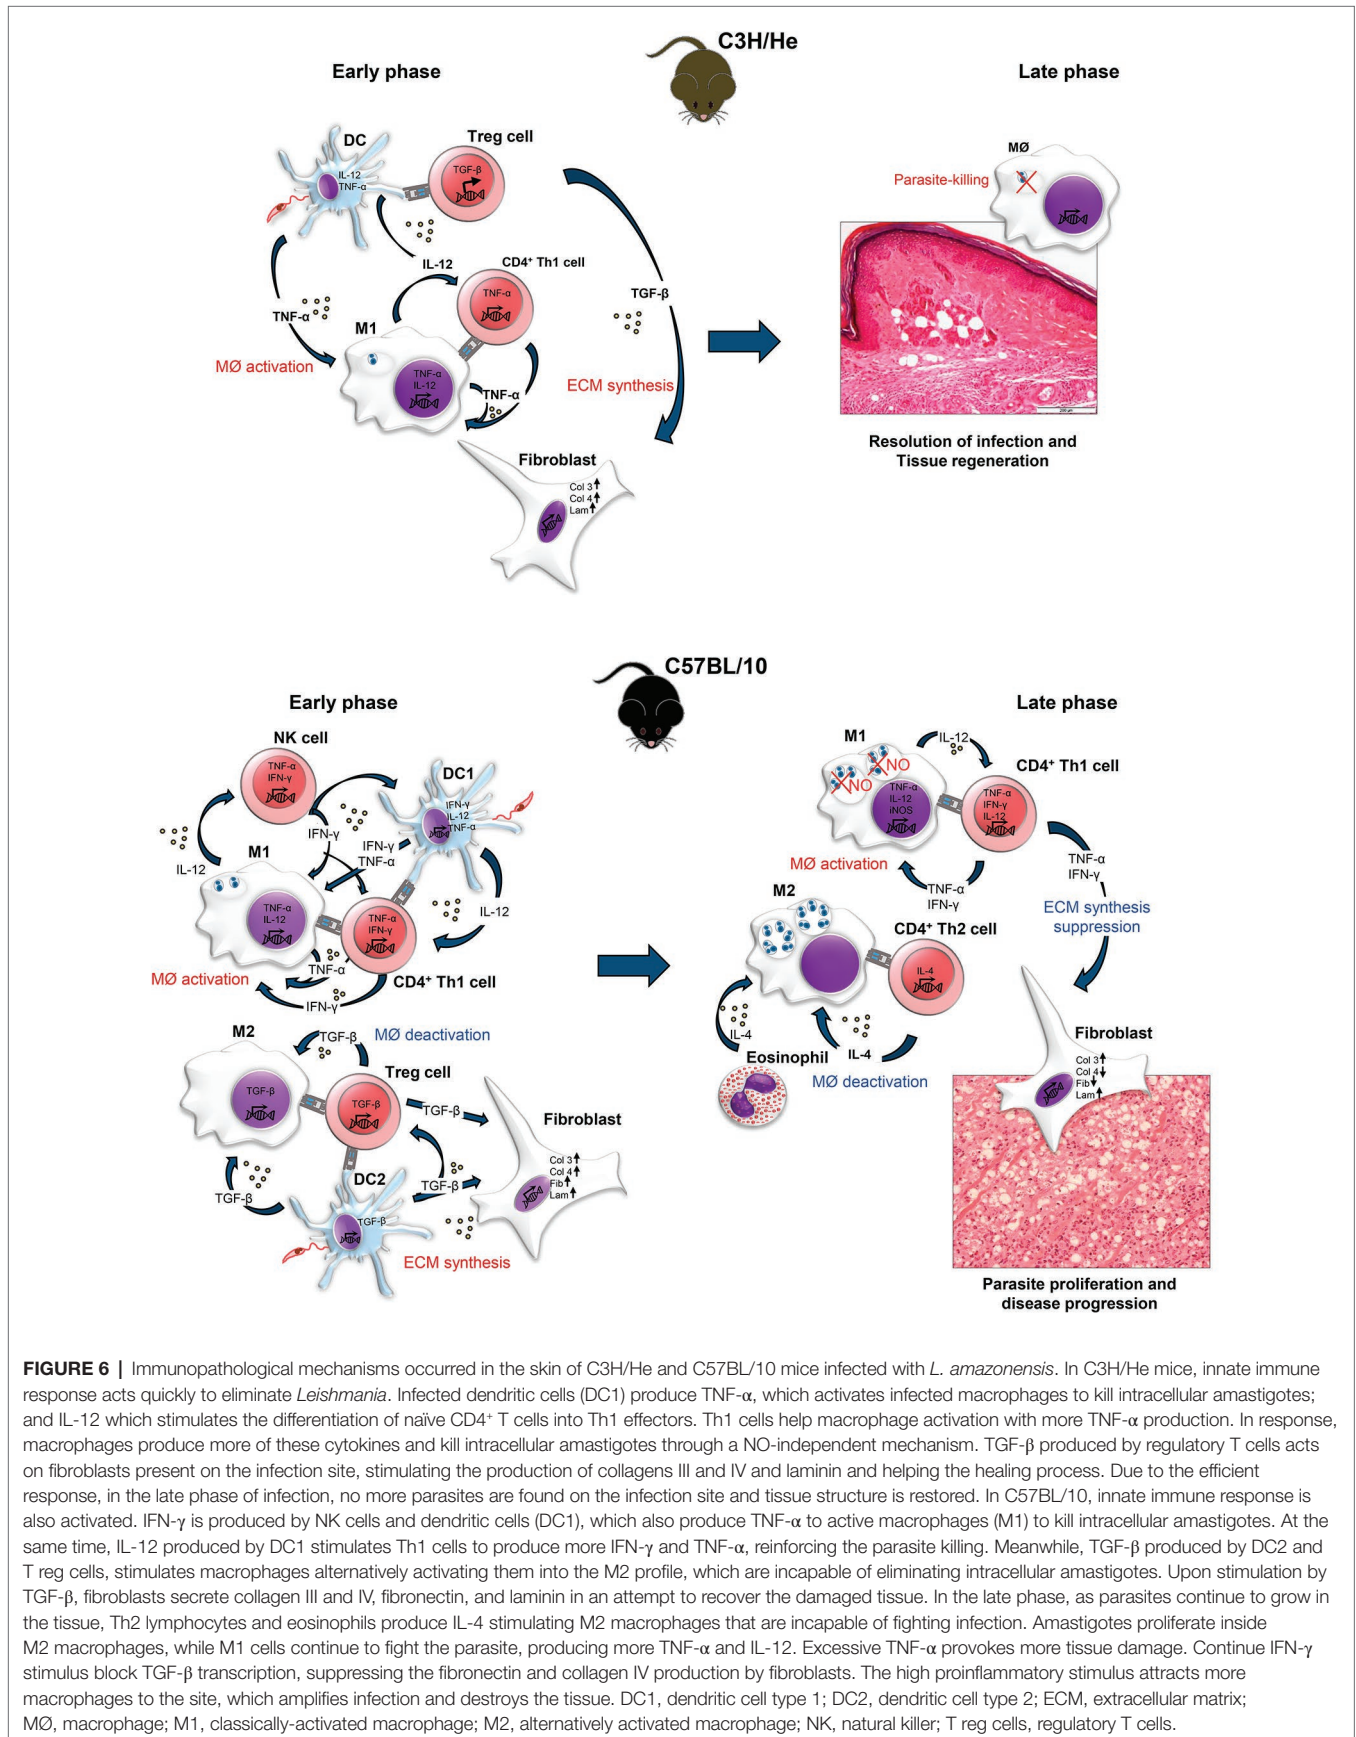 C3H/He
Early phase
Late phase
DC
Treg cell
IL-12
TNF-α
TGF-β
MØ
Parasite-killing
IL-12
CD4⁺ Th1 cell
TNF-α
TGF-β
TNF-α
M1
MØ activation
TNF-α
IL-12
TNF-α
ECM synthesis
Fibroblast
Col 3
Col 4
Lam
200 µm
Resolution of infection and
Tissue regeneration
C57BL/10
Early phase
Late phase
NK cell
TNF-α
IFN-γ
DC1
IFN-γ
IL-12
TNF-α
IFN-γ
IFN-γ
TNF-α
M1
IL-12
TNF-α
IL-12
TNF-α
IFN-γ
IL-12
TNF-α
MØ activation
CD4⁺ Th1 cell
IFN-γ
M2
TGF-β
MØ deactivation
Treg cell
TGF-β
TGF-β
TGF-β
Fibroblast
Col 3
Col 4
Fib
Lam
DC2
TGF-β
TGF-β
TGF-β
ECM synthesis
M1
IL-12
NO
NO
CD4⁺ Th1 cell
TNF-α
IL-12
iNOS
TNF-α
IFN-γ
IL-12
MØ activation
TNF-α
IFN-γ
TNF-α
IFN-γ
M2
ECM synthesis
suppression
CD4⁺ Th2 cell
IL-4
IL-4
IL-4
Eosinophil
MØ deactivation
Fibroblast
Col 3
Col 4
Fib
Lam
Parasite proliferation and
disease progression
FIGURE 6 | Immunopathological mechanisms occurred in the skin of C3H/He and C57BL/10 mice infected with L. amazonensis. In C3H/He mice, innate immune
response acts quickly to eliminate Leishmania. Infected dendritic cells (DC1) produce TNF-α, which activates infected macrophages to kill intracellular amastigotes;
and IL-12 which stimulates the differentiation of naïve CD4⁺ T cells into Th1 effectors. Th1 cells help macrophage activation with more TNF-α production. In response,
macrophages produce more of these cytokines and kill intracellular amastigotes through a NO-independent mechanism. TGF-β produced by regulatory T cells acts
on fibroblasts present on the infection site, stimulating the production of collagens III and IV and laminin and helping the healing process. Due to the efficient
response, in the late phase of infection, no more parasites are found on the infection site and tissue structure is restored. In C57BL/10, innate immune response is
also activated. IFN-γ is produced by NK cells and dendritic cells (DC1), which also produce TNF-α to active macrophages (M1) to kill intracellular amastigotes. At the
same time, IL-12 produced by DC1 stimulates Th1 cells to produce more IFN-γ and TNF-α, reinforcing the parasite killing. Meanwhile, TGF-β produced by DC2 and
T reg cells, stimulates macrophages alternatively activating them into the M2 profile, which are incapable of eliminating intracellular amastigotes. Upon stimulation by
TGF-β, fibroblasts secrete collagen III and IV, fibronectin, and laminin in an attempt to recover the damaged tissue. In the late phase, as parasites continue to grow in
the tissue, Th2 lymphocytes and eosinophils produce IL-4 stimulating M2 macrophages that are incapable of fighting infection. Amastigotes proliferate inside
M2 macrophages, while M1 cells continue to fight the parasite, producing more TNF-α and IL-12. Excessive TNF-α provokes more tissue damage. Continue IFN-γ
stimulus block TGF-β transcription, suppressing the fibronectin and collagen IV production by fibroblasts. The high proinflammatory stimulus attracts more
macrophages to the site, which amplifies infection and destroys the tissue. DC1, dendritic cell type 1; DC2, dendritic cell type 2; ECM, extracellular matrix;
MØ, macrophage; M1, classically-activated macrophage; M2, alternatively activated macrophage; NK, natural killer; T reg cells, regulatory T cells.